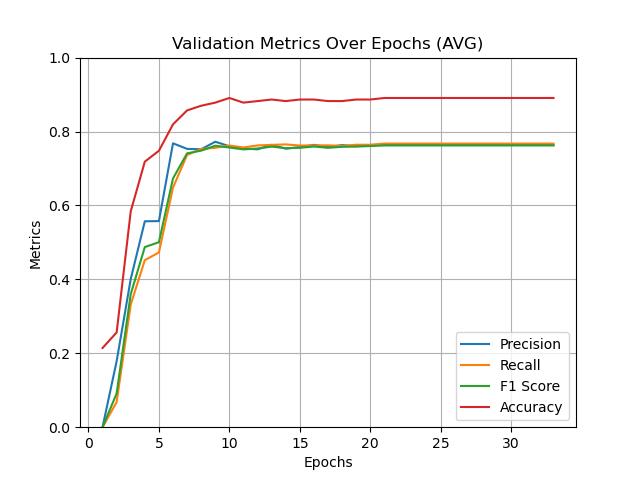 Validation Metrics Over Epochs (AVG)
1.0
0.8
0.6
0.4
0.2
0.0
Metrics
Precision
Recall
F1 Score
Accuracy
0 5 10 15 20 25 30
Epochs